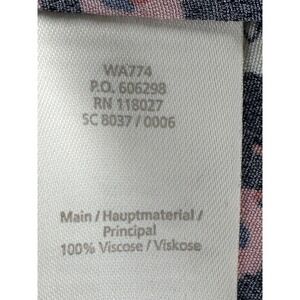 WA774
P.O. 606298
RN 118027
SC 8037 / 0006
Main / Hauptmaterial /
Principal
100% Viscose / Viskose